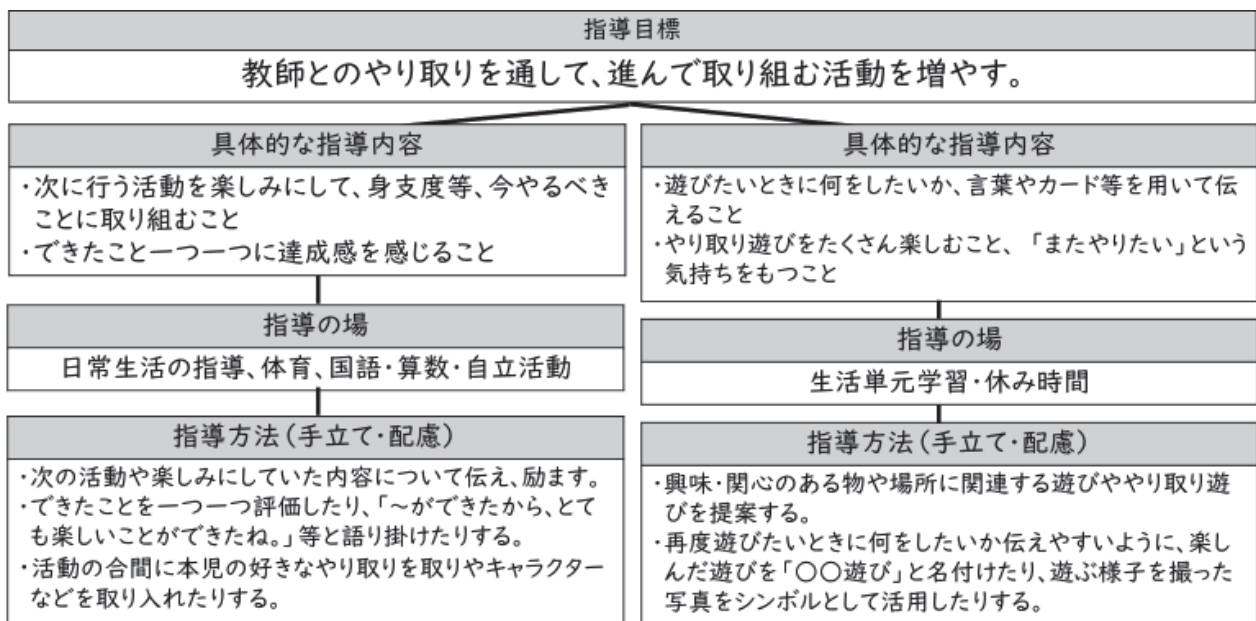 指導目標
教師とのやり取りを通して、進んで取り組む活動を増やす。
具体的な指導内容
・次に行う活動を楽しみにして、身支度等、今やるべき
ことに取り組むこと
・できたこと一つ一つに達成感を感じること
指導の場
日常生活の指導、体育、国語・算数・自立活動
指導方法(手立て・配慮)
・次の活動や楽しみにしていた内容について伝え、励ます。
・できたことを一つ一つ評価したり、「～ができたから、とて
も楽しいことができたね。」等と語り掛けたりする。
・活動の合間に本児の好きなやり取りを取りやキャラクター
などを取り入れたりする。
具体的な指導内容
・遊びたいときに何をしたいか、言葉やカード等を用いて伝
えること
・やり取り遊びをたくさん楽しむこと、「またやりたい」という
気持ちをもつこと
指導の場
生活単元学習・休み時間
指導方法(手立て・配慮)
・興味・関心のある物や場所に関連する遊びややり取り遊
びを提案する。
・再度遊びたいときに何をしたいか伝えやすいように、楽し
んだ遊びを「〇〇遊び」と名付けたり、遊ぶ様子を撮った
写真をシンボルとして活用したりする。